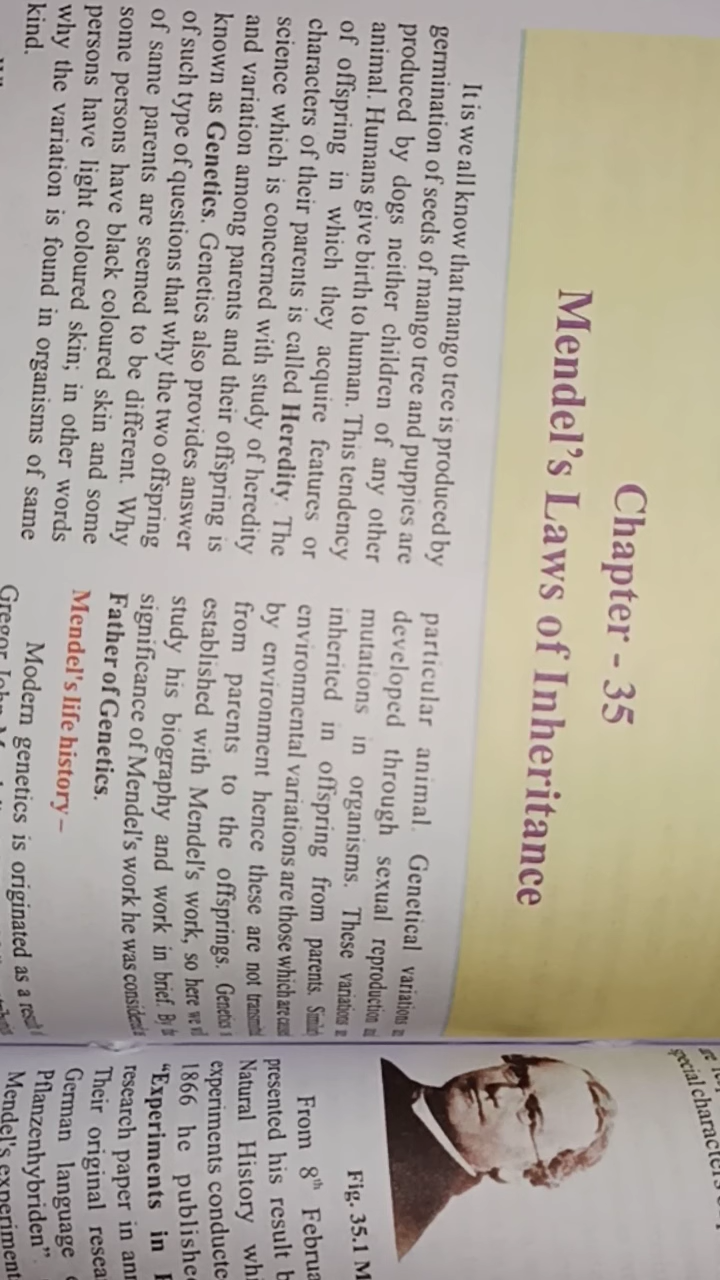 Chapter - 35
Mendel's Laws of Inheritance
It is we all know that mango tree is produced by
germination of seeds of mango tree and puppies are
produced by dogs neither children of any other
animal. Humans give birth to human. This tendency
of offspring in which they acquire features or
characters of their parents is called Heredity. The
science which is concerned with study of heredity
and variation among parents and their offspring is
known as Genetics. Genetics also provides answer
of such type of questions that why the two offspring
of same parents are seemed to be different. Why
some persons have black coloured skin and some
persons have light coloured skin; in other words
why the variation is found in organisms of same
kind.
particular animal. Genetical variations
developed through sexual reproduction
mutations in organisms. These variations
inherited in offspring from parents.
environmental variations are those which are
by environment hence these are not
from parents to the offsprings. Genetics
established with Mendel's work, so here we
study his biography and work in brief. By
significance of Mendel's work he was
Father of Genetics.
Mendel's life history –
Modern genetics is originated as a
Gregor John
special characters
Fig. 35.1 M
From 8th
presented his result
Natural History
experiments
1866 he
"Experiments in
research paper in
Their original
German language
Pflanzenhybriden"
Mendel's